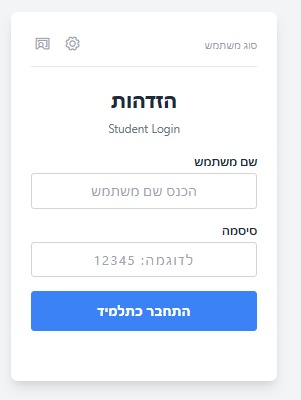 סוג משתמש
הזדהות
Student Login
שם משתמש
הכנס שם משתמש
סיסמה
לדוגמה: 12345
התחבר כתלמיד